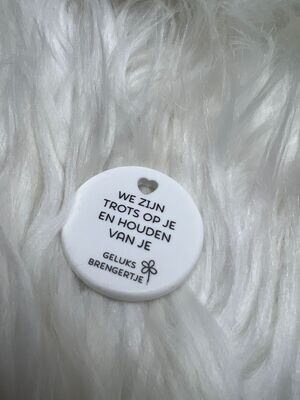 WE ZIJN
TROTS OP JE
EN HOUDEN
VAN JE
GELUKS
BRENGERTJE